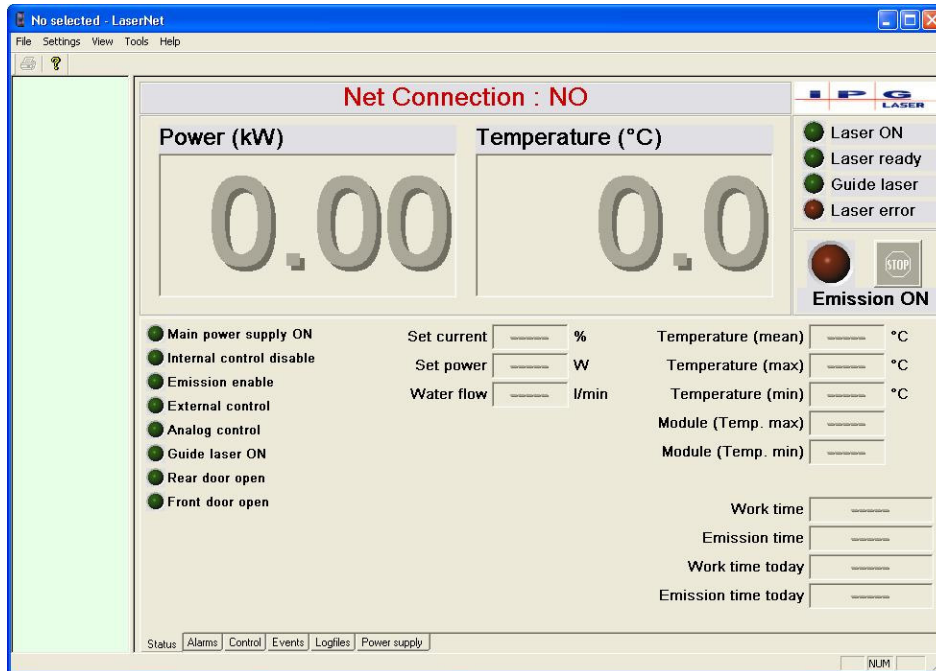 No selected - LaserNet
File Settings View Tools Help
Net Connection : NO
IPG
LASER
Power (kW)
Temperature (°C)
0.00
0.0
Laser ON
Laser ready
Guide laser
Laser error
STOP
Emission ON
Main power supply ON
Internal control disable
Emission enable
External control
Analog control
Guide laser ON
Rear door open
Front door open
Set current ----- %
Set power ----- W
Water flow ----- l/min
Temperature (mean) ----- °C
Temperature (max) ----- °C
Temperature (min) ----- °C
Module (Temp. max) -----
Module (Temp. min) -----
Work time -----
Emission time -----
Work time today -----
Emission time today -----
Status Alarms Control Events Logfiles Power supply
NUM